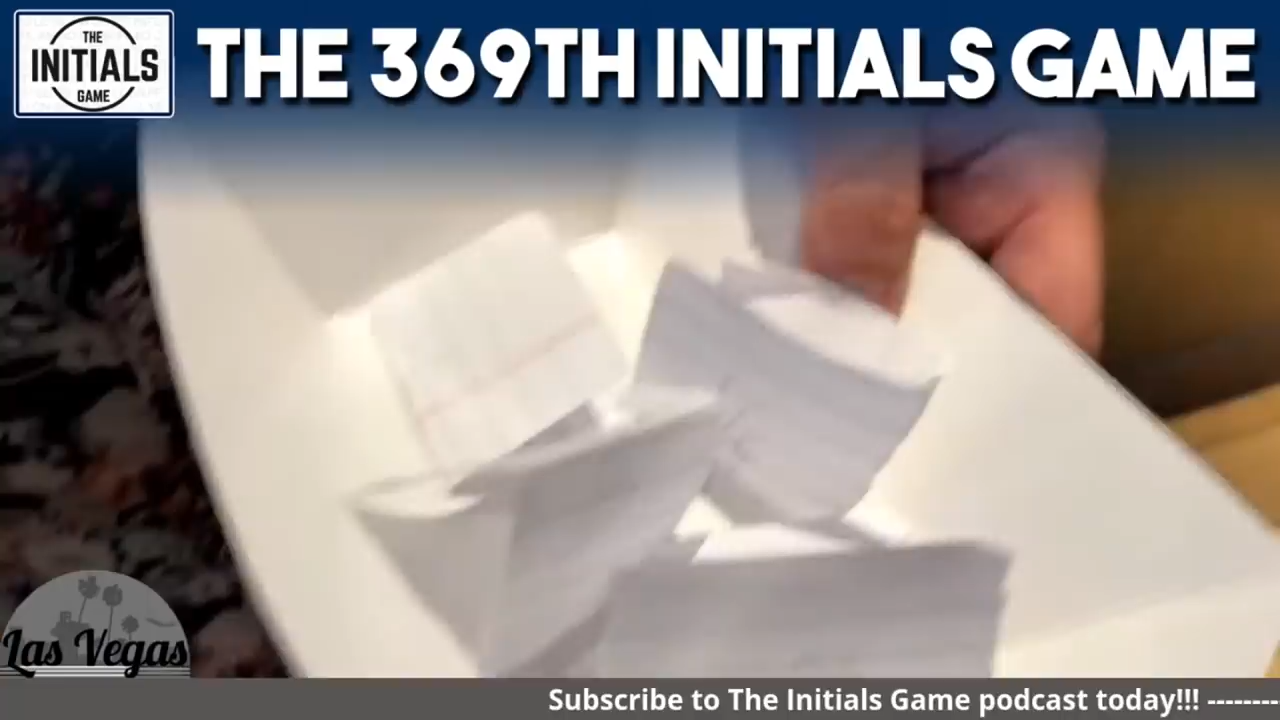 THE
INITIALS
GAME
THE 369TH INITIALS GAME
Las Vegas
Subscribe to The Initials Game podcast today!!! --------